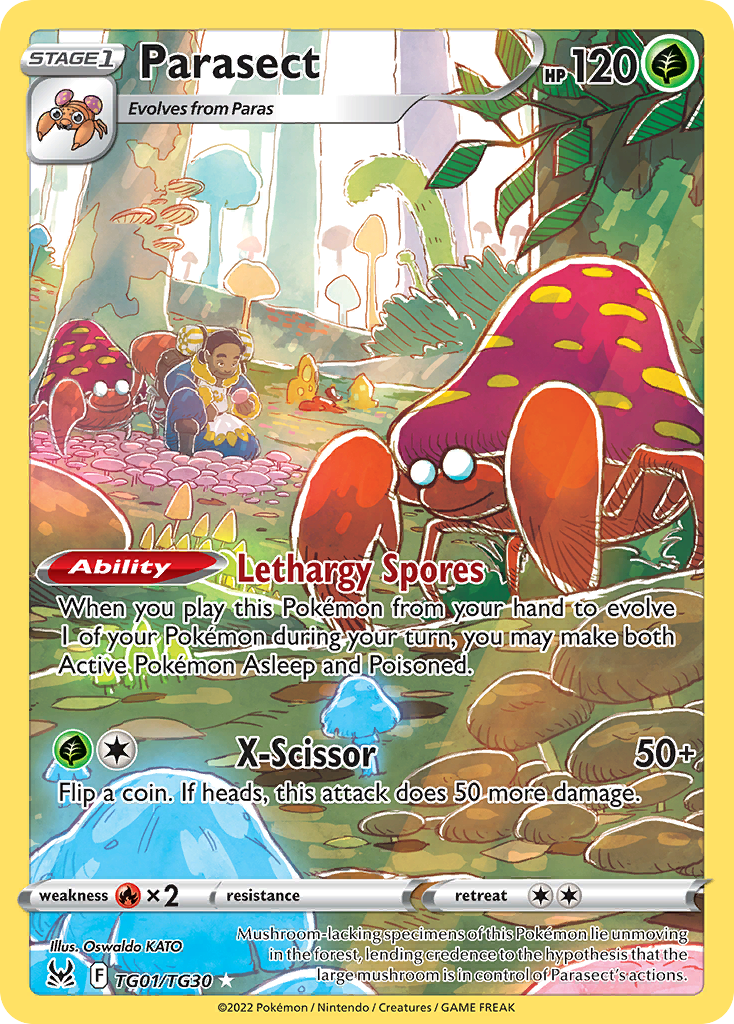 STAGE 1
Parasect
HP 120
Evolves from Paras
Ability Lethargy Spores
When you play this Pokémon from your hand to evolve
1 of your Pokémon during your turn, you may make both
Active Pokémon Asleep and Poisoned.
X-Scissor 50+
Flip a coin. If heads, this attack does 50 more damage.
weakness ×2 resistance retreat
Illus. Oswaldo KATO
F TG01/TG30 ★
Mushroom-lacking specimens of this Pokémon lie unmoving
in the forest, lending credence to the hypothesis that the
large mushroom is in control of Parasect's actions.
©2022 Pokémon / Nintendo / Creatures / GAME FREAK